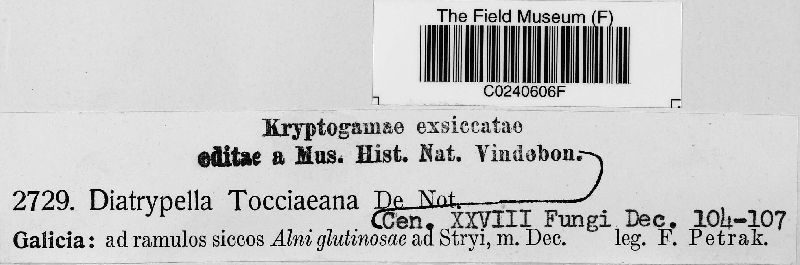 The Field Museum (F)
C0240606F
Kryptogamae exsiccatae
editae a Mus. Hist. Nat. Vindobon.
2729. Diatrypella Tocciaeana De Not.
Cen. XXVIII Fungi Dec. 104-107
Galicia: ad ramulos siccos Alni glutinosae ad Stryi, m. Dec. leg. F. Petrak.